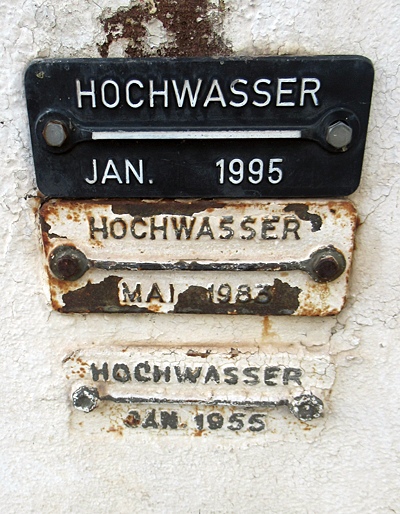 HOCHWASSER
JAN. 1995
HOCHWASSER
MAI 1983
HOCHWASSER
JAN. 1955